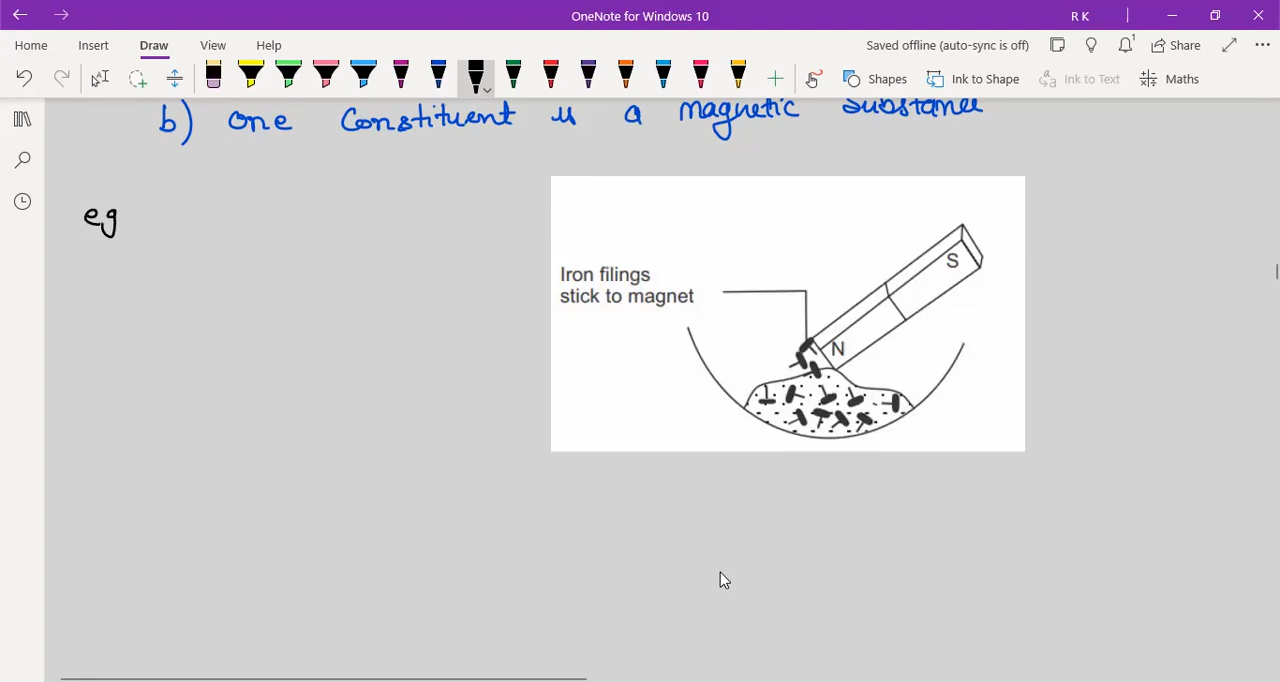 OneNote for Windows 10
R K
Home Insert Draw View Help
Saved offline (auto-sync is off)
1
Share
Shapes
Ink to Shape
Ink to Text
Maths
b) One Constituent is a magnetic Substance
eg
Iron filings
stick to magnet
S
N